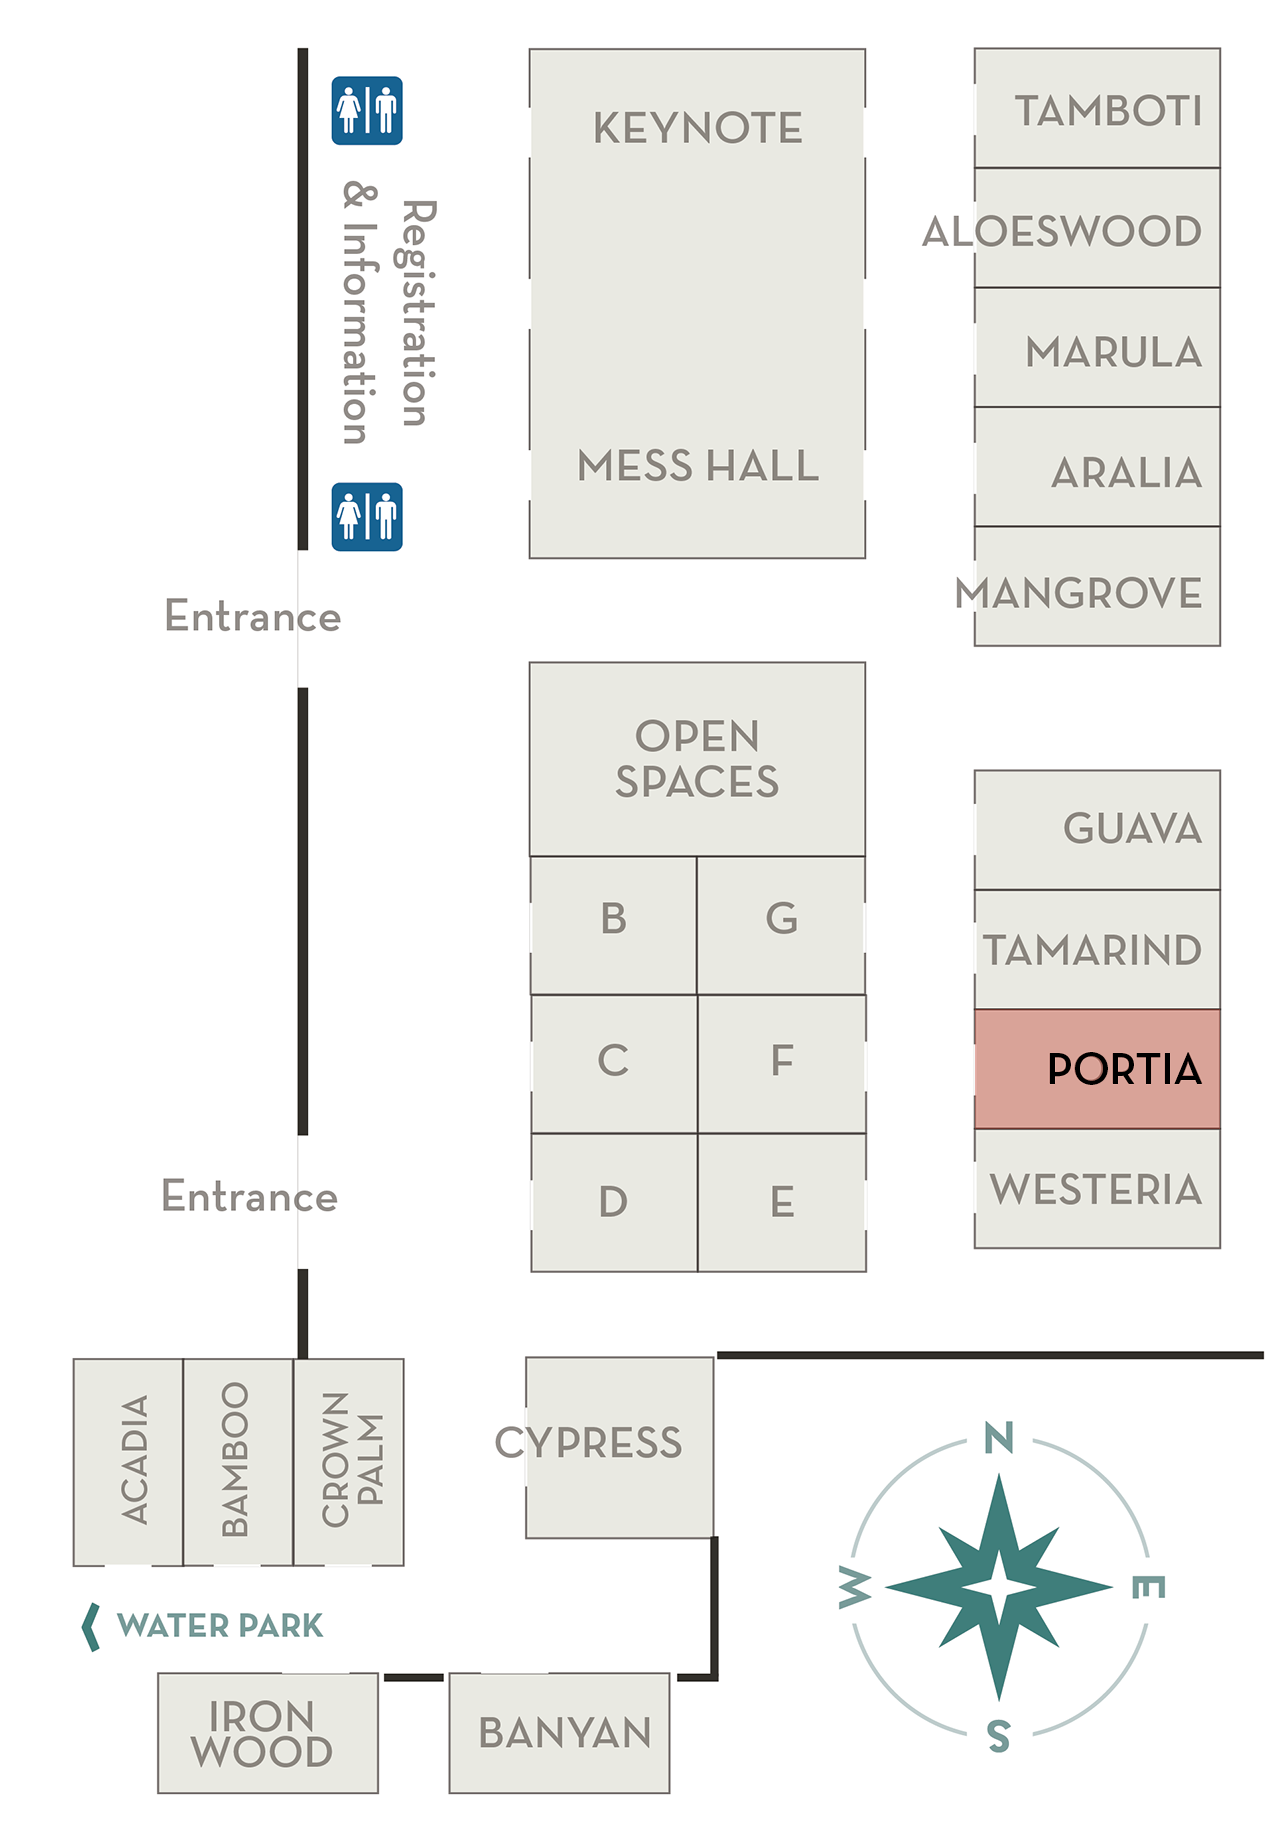 KEYNOTE
MESS HALL
Registration
& Information
Entrance
TAMBOTI
ALOESWOOD
MARULA
ARALIA
MANGROVE
OPEN
SPACES
B
G
C
F
D
E
GUAVA
TAMARIND
PORTIA
WESTERIA
Entrance
ACADIA
BAMBOO
CROWN
PALM
CYPRESS
WATER PARK
IRON
WOOD
BANYAN
N
W
E
S